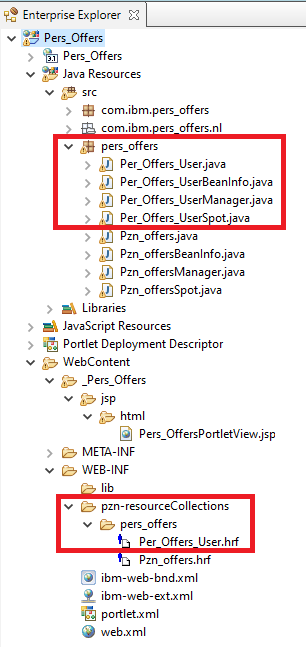 Enterprise Explorer
Pers_Offers
Pers_Offers
Java Resources
src
com.ibm.pers_offers
com.ibm.pers_offers.nl
pers_offers
Per_Offers_User.java
Per_Offers_UserBeanInfo.java
Per_Offers_UserManager.java
Per_Offers_UserSpot.java
Pzn_offers.java
Pzn_offersBeanInfo.java
Pzn_offersManager.java
Pzn_offersSpot.java
Libraries
JavaScript Resources
Portlet Deployment Descriptor
WebContent
_Pers_Offers
jsp
html
Pers_OffersPortletView.jsp
META-INF
WEB-INF
lib
pzn-resourceCollections
pers_offers
Per_Offers_User.hrf
Pzn_offers.hrf
ibm-web-bnd.xml
ibm-web-ext.xml
portlet.xml
web.xml